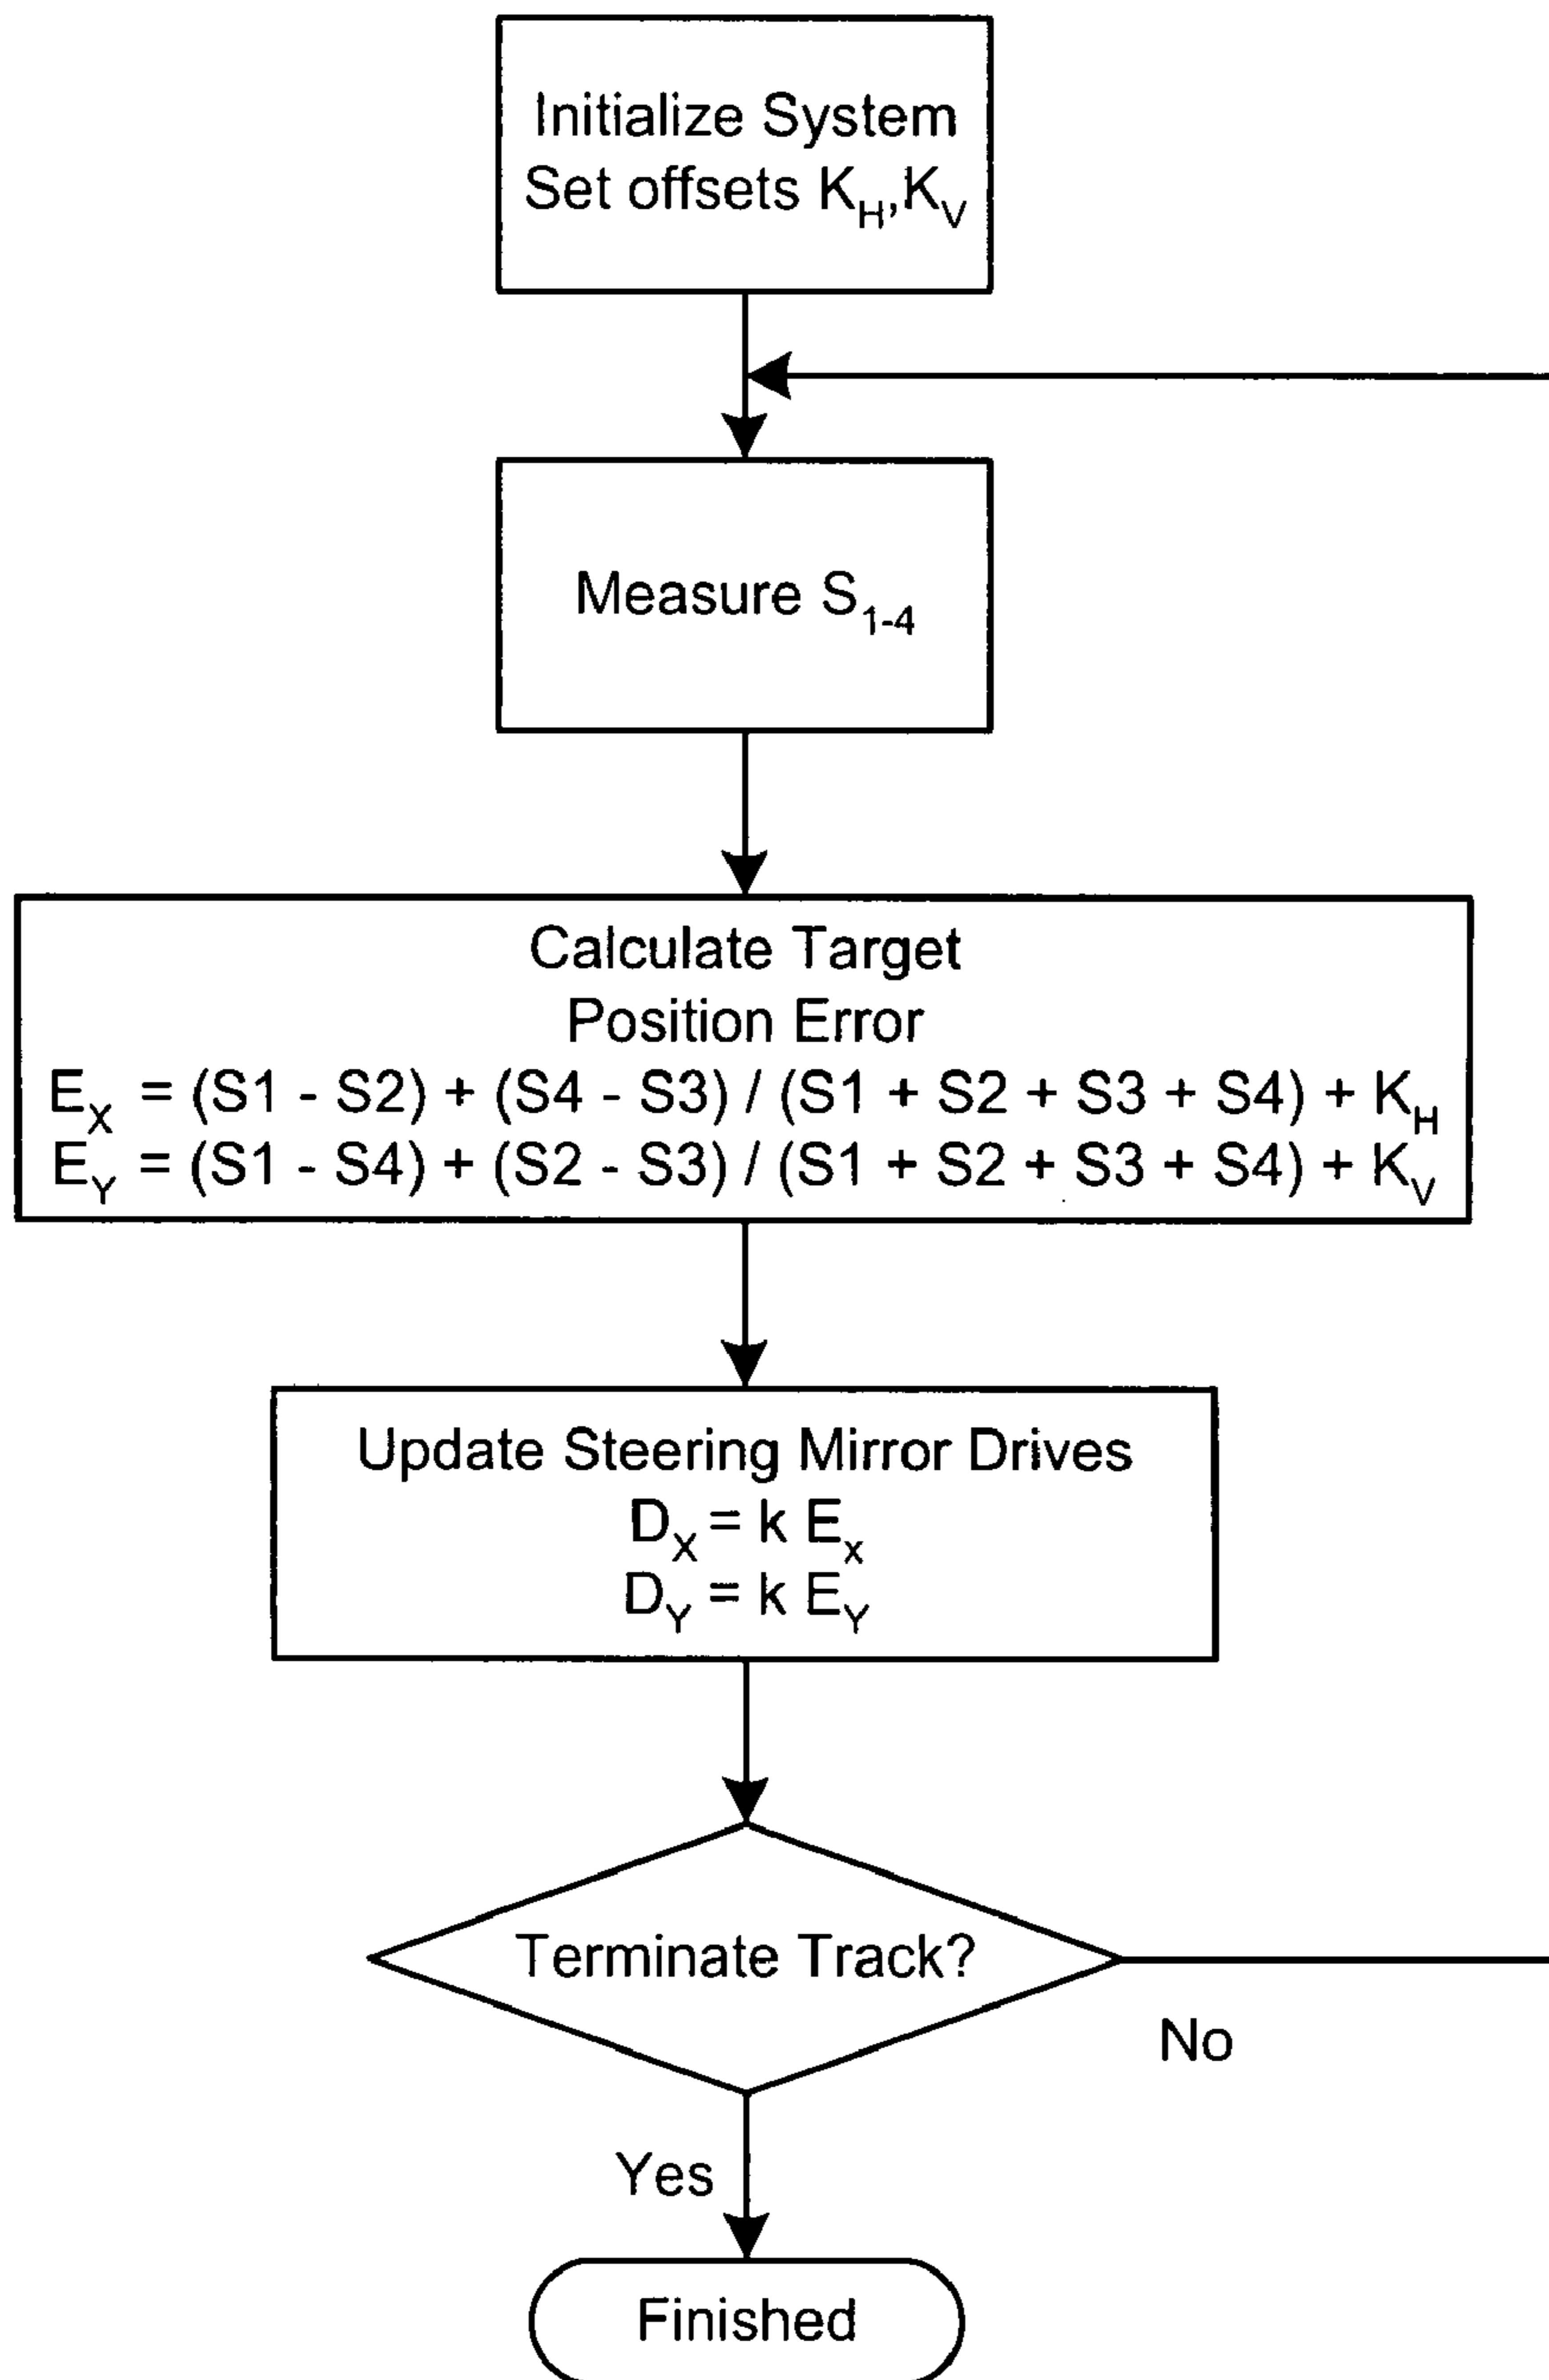 Initialize System
Set offsets K_H, K_V
Measure S_1-4
Calculate Target
Position Error
E_X = (S1 - S2) + (S4 - S3) / (S1 + S2 + S3 + S4) + K_H
E_Y = (S1 - S4) + (S2 - S3) / (S1 + S2 + S3 + S4) + K_V
Update Steering Mirror Drives
D_X = k E_x
D_Y = k E_Y
Terminate Track?
No
Yes
Finished